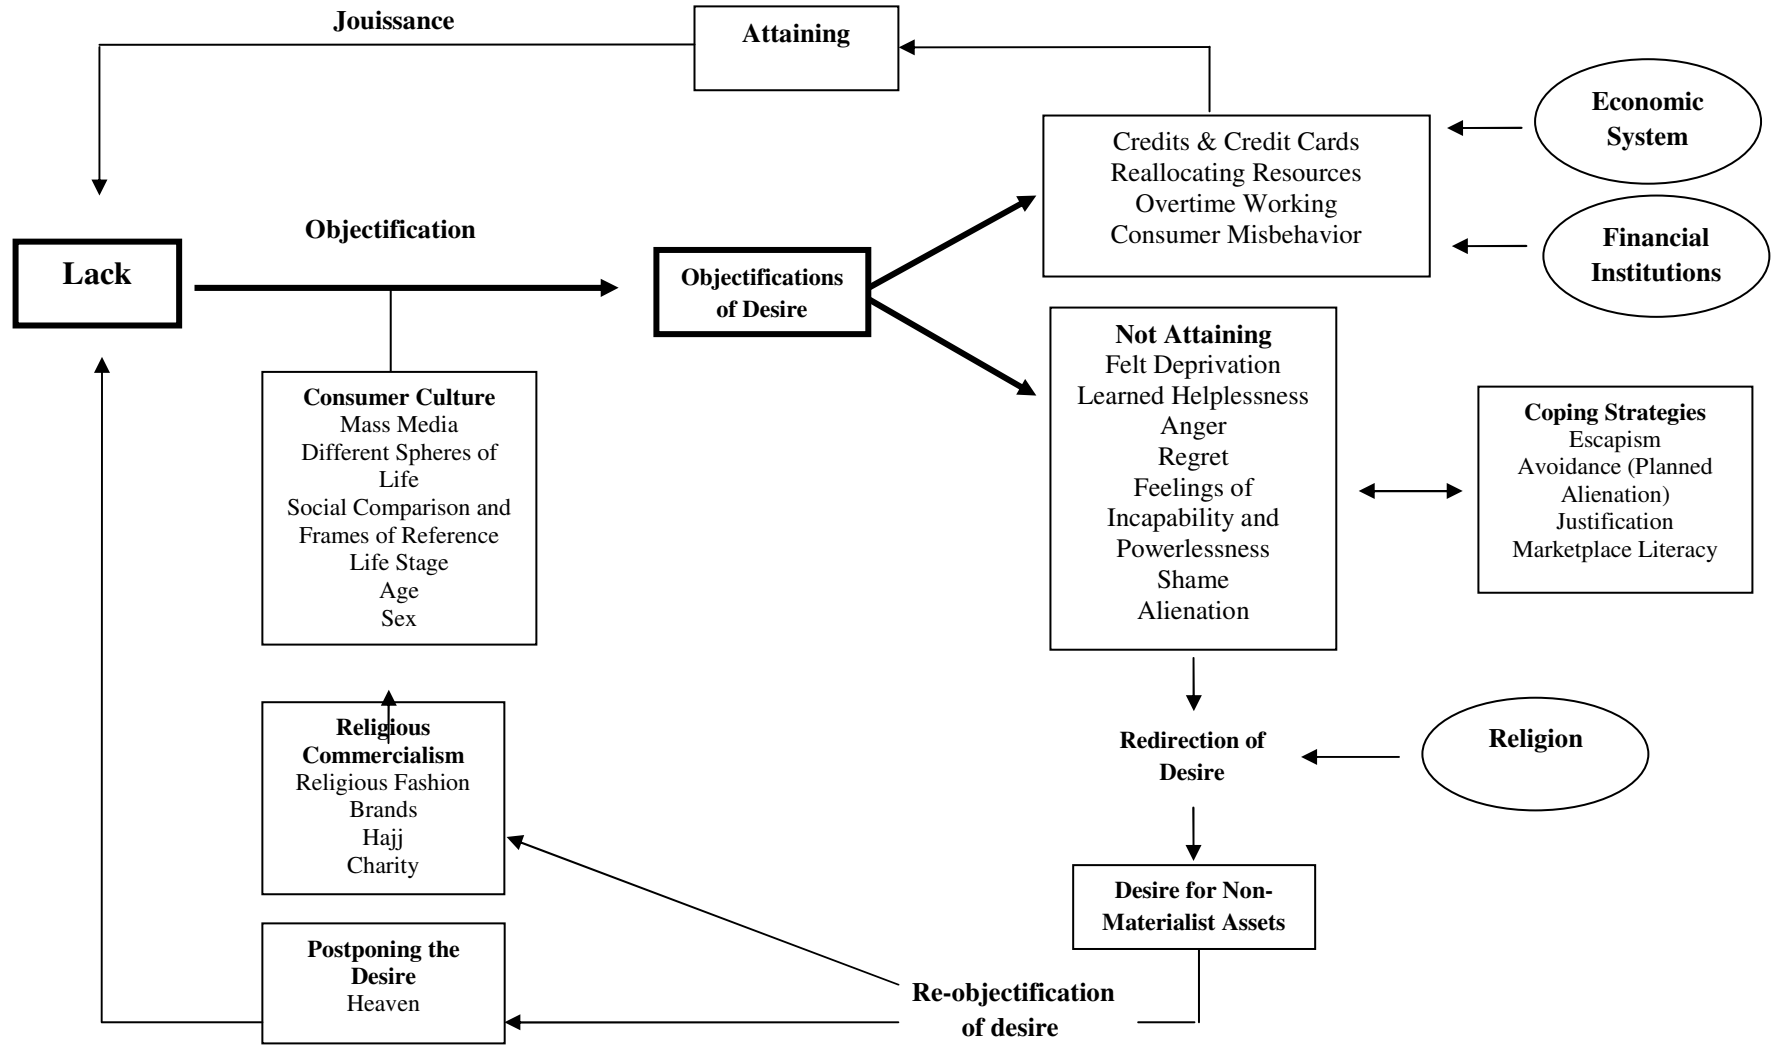 Jouissance
Attaining
Economic
System
Credits & Credit Cards
Reallocating Resources
Overtime Working
Consumer Misbehavior
Financial
Institutions
Objectification
Lack
Objectifications
of Desire
Not Attaining
Felt Deprivation
Learned Helplessness
Anger
Regret
Feelings of
Incapability and
Powerlessness
Shame
Alienation
Consumer Culture
Mass Media
Different Spheres of
Life
Social Comparison and
Frames of Reference
Life Stage
Age
Sex
Coping Strategies
Escapism
Avoidance (Planned
Alienation)
Justification
Marketplace Literacy
Religious
Commercialism
Religious Fashion
Brands
Hajj
Charity
Redirection of
Desire
Religion
Desire for Non-
Materialist Assets
Postponing the
Desire
Heaven
Re-objectification
of desire